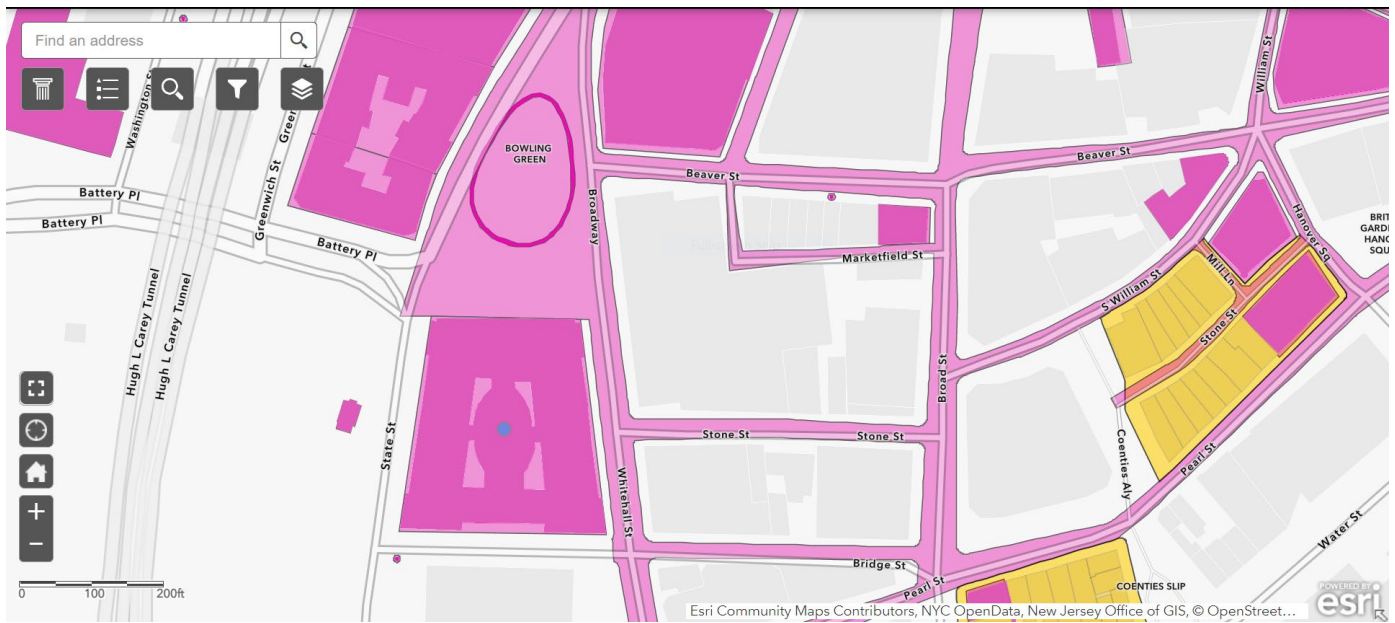 Find an address
Washington St
Greenwich St
Battery Pl
Battery Pl
Battery Pl
Hugh L Carey Tunnel
Hugh L Carey Tunnel
BOWLING
GREEN
Broadway
Beaver St
Beaver St
William St
Marketfield St
S William St
Mill Ln
Hanover Sq
BRIT
GARDE
HANO
SQU
Stone St
Broad St
State St
Stone St
Stone St
Whitehall St
Coenties Aly
Pearl St
Water St
Bridge St
Pearl St
COENTIES SLIP
0 100 200ft
Esri Community Maps Contributors, NYC OpenData, New Jersey Office of GIS, © OpenStreet...
POWERED BY
esri